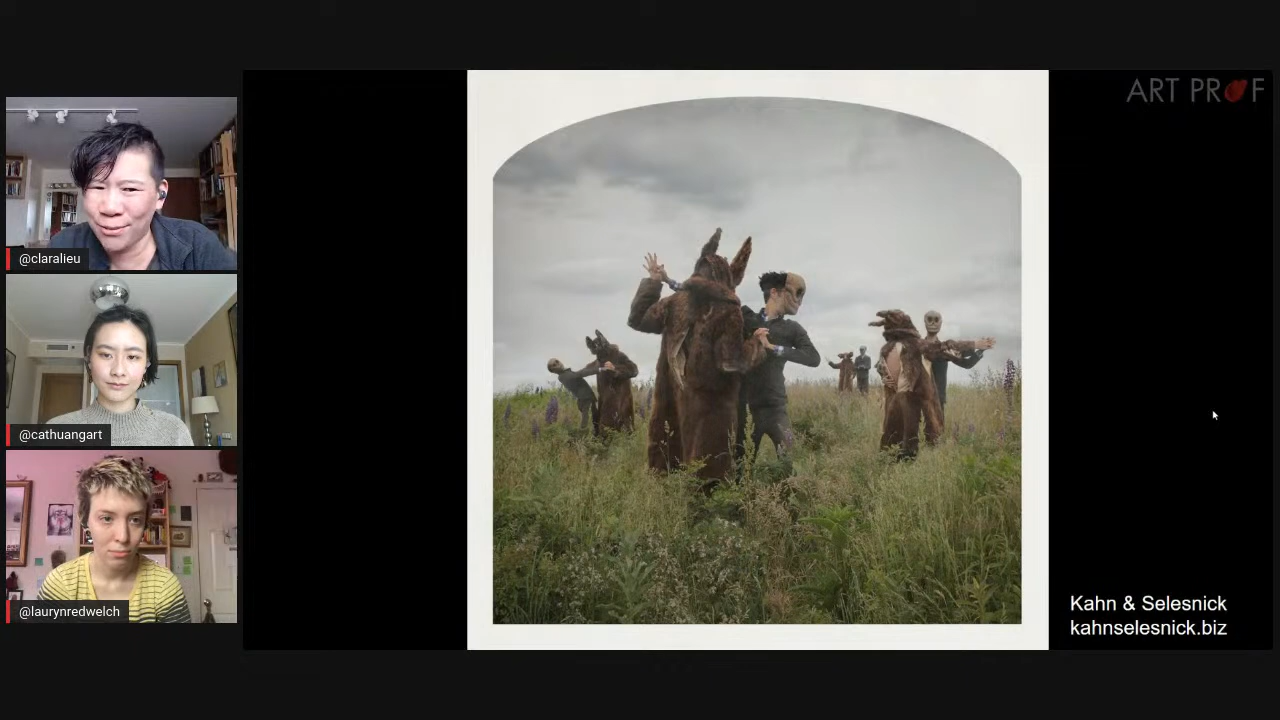 ART PROF
@claralieu
@cathuangart
@laurynredwelch
Kahn & Selesnick
kahnselesnick.biz